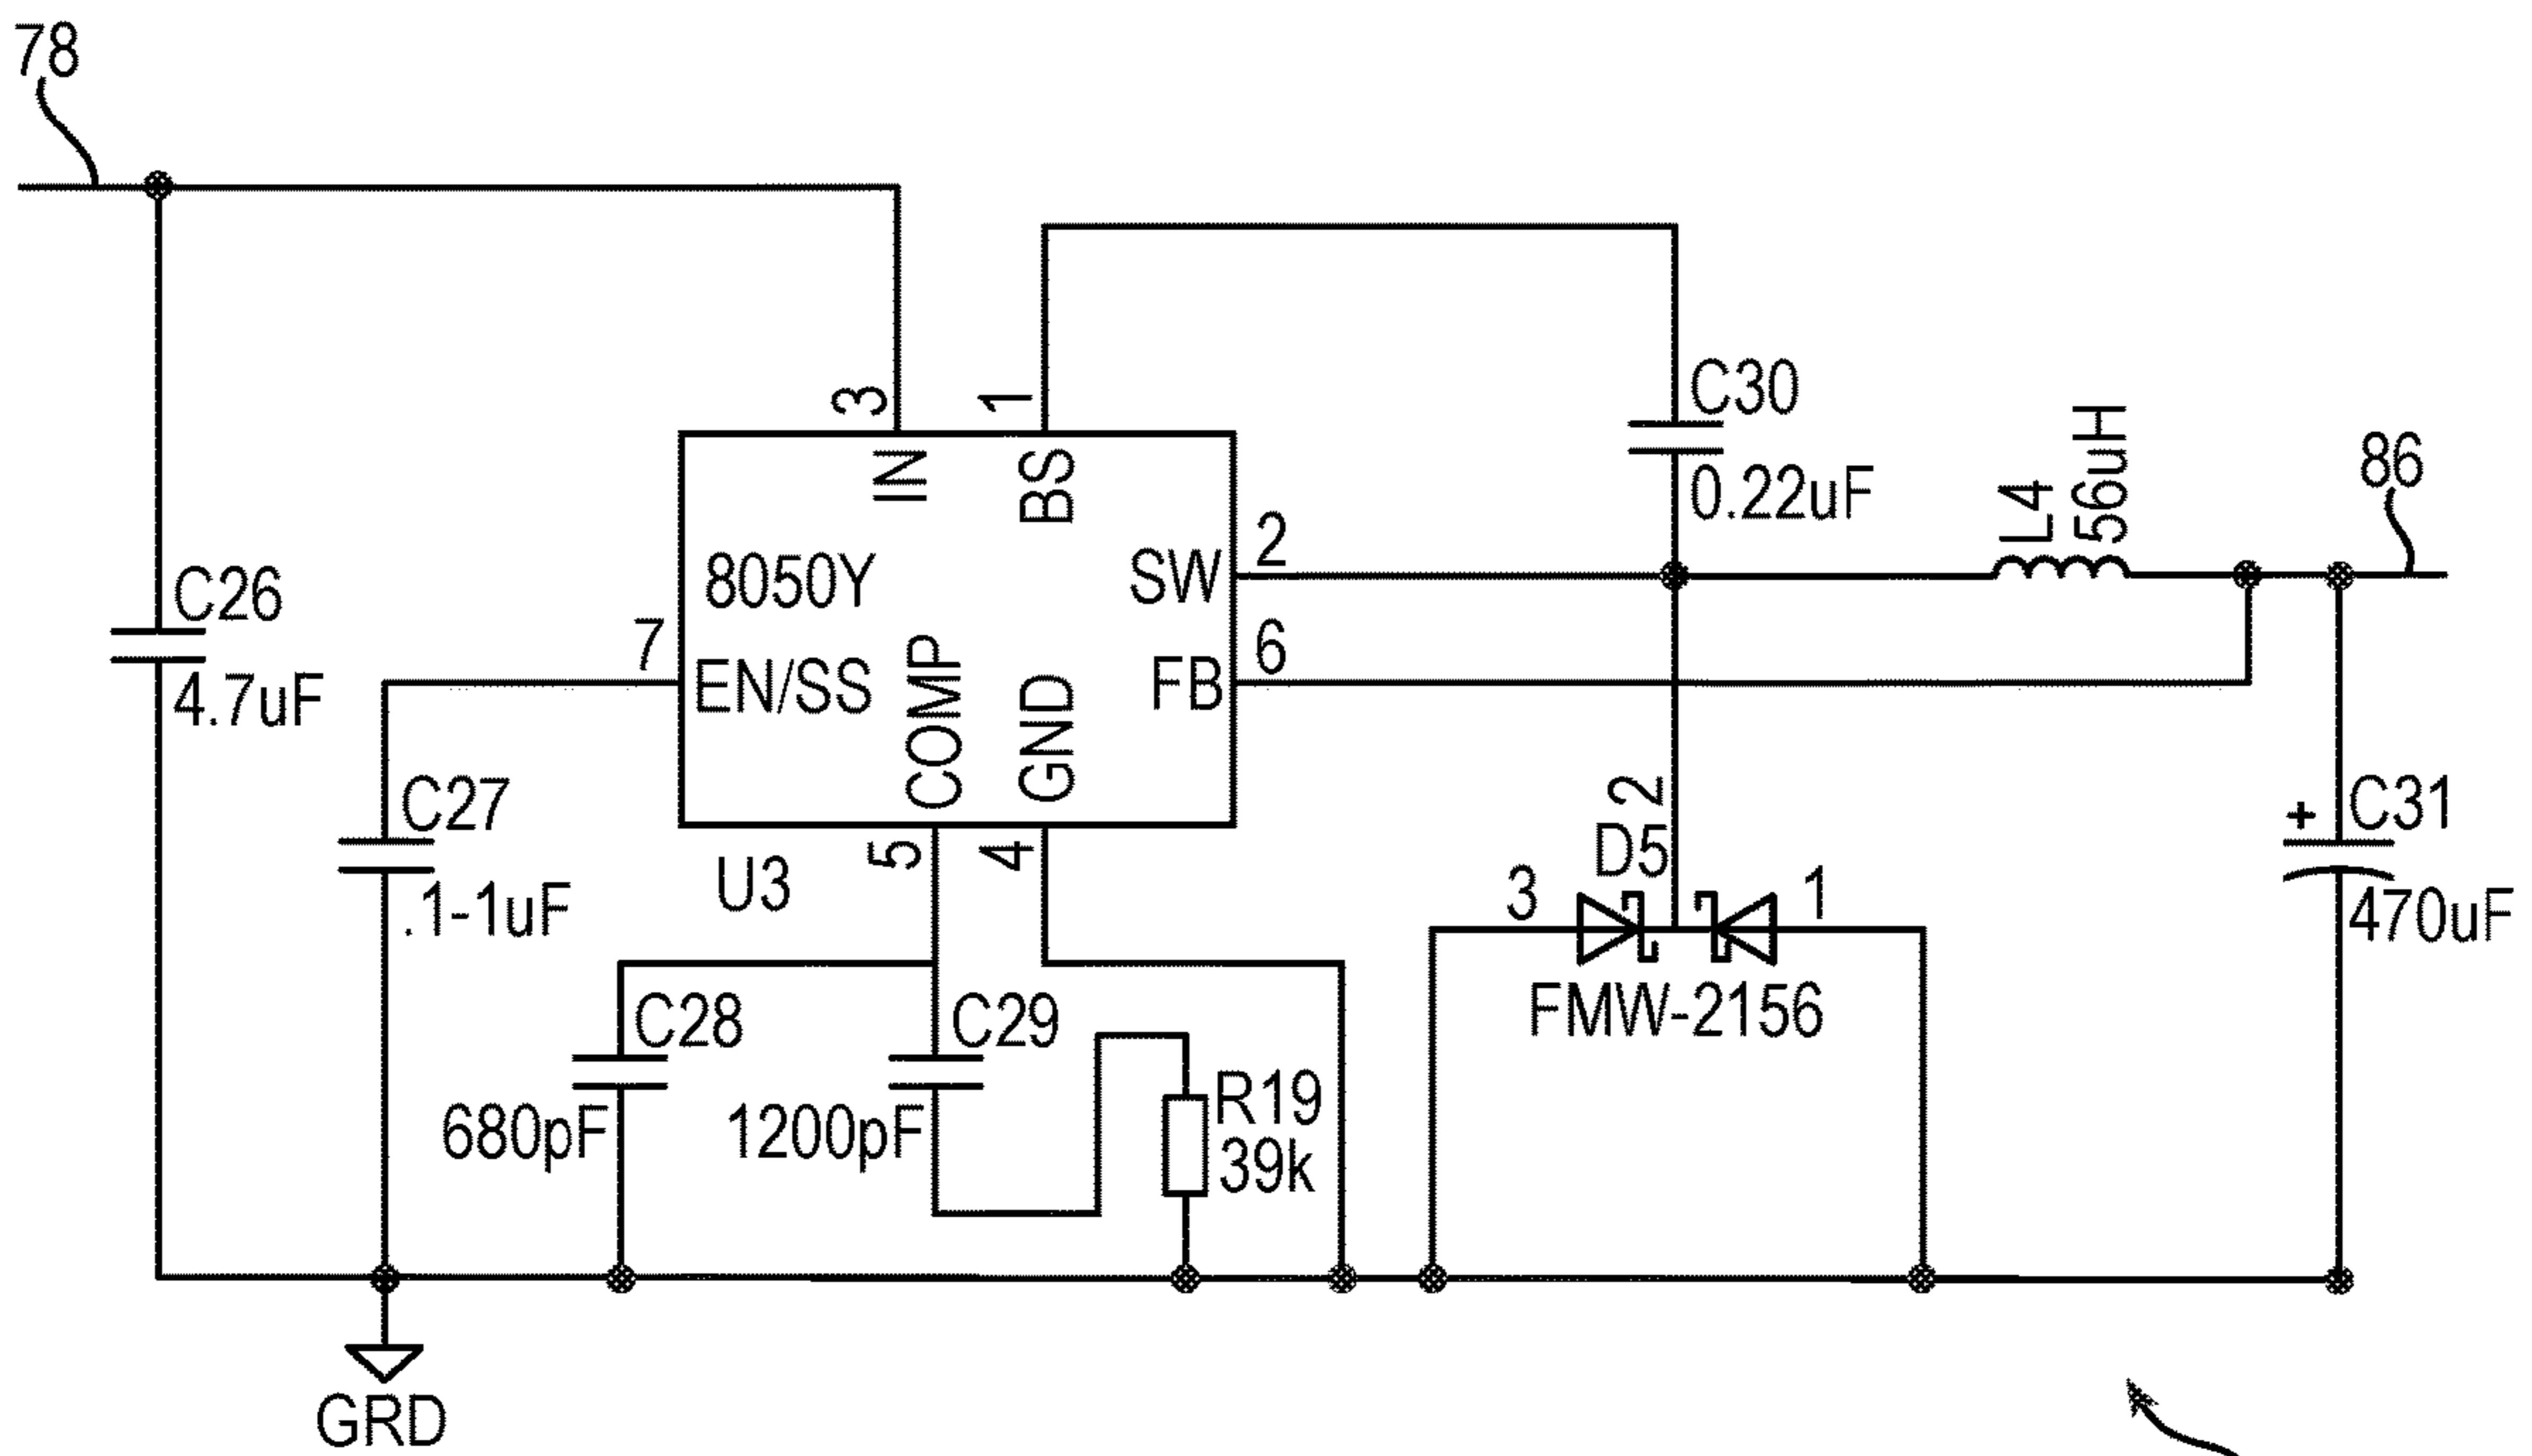 78
3
1
C30
0.22uF
L4
56uH
86
IN
BS
8050Y
SW
2
C26
4.7uF
7
EN/SS
COMP
GND
FB
6
C27
.1-1uF
U3
5
4
2
D5
3
1
FMW-2156
+
C31
470uF
C28
680pF
C29
1200pF
R19
39k
GRD